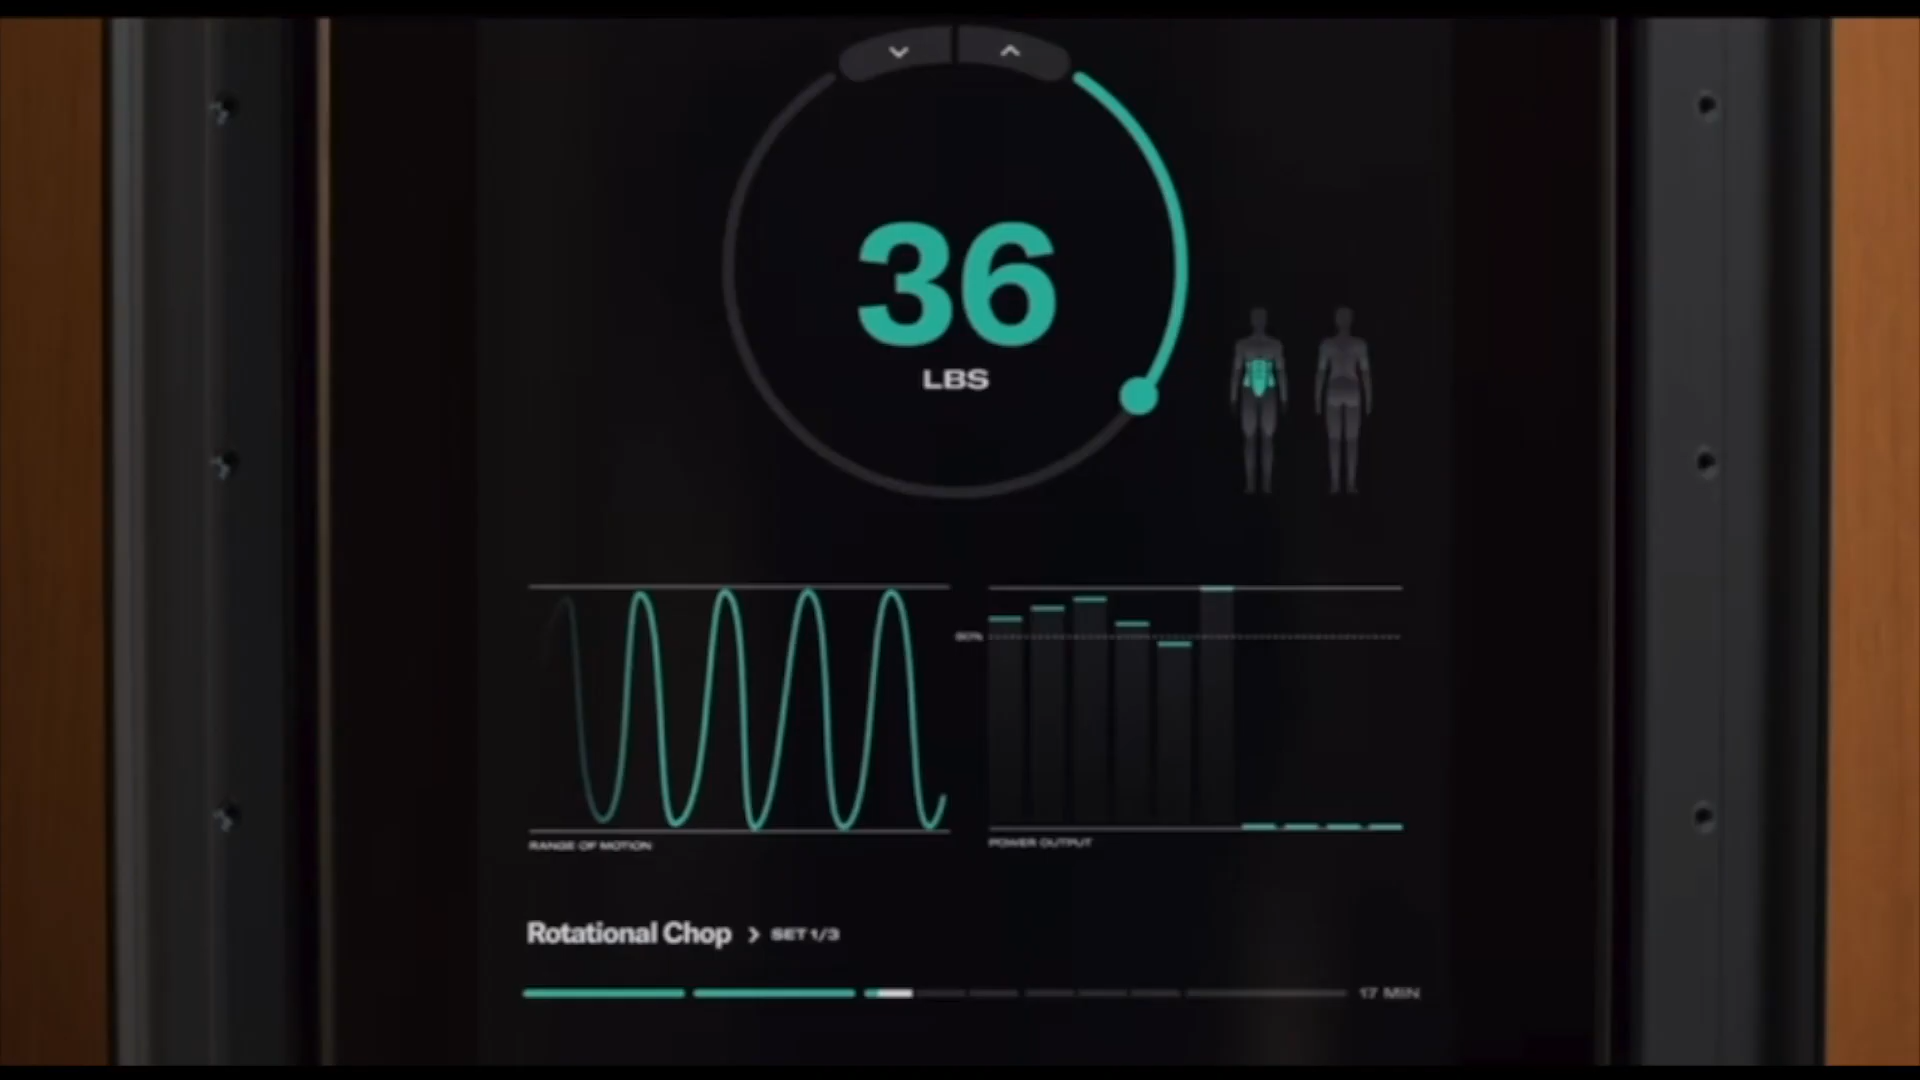 36
LBS
80%
RANGE OF MOTION
POWER OUTPUT
Rotational Chop > SET 1/3
17 MIN